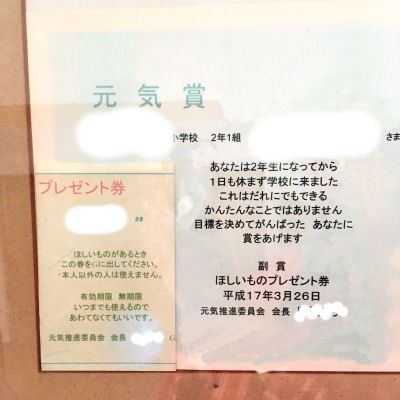 元気賞
小学校 2年1組 さま
あなたは2年生になってから
1日も休まず学校に来ました
これはだれにでもできる
かんたんなことではありません
目標を決めてがんばった あなたに
賞をあげます
副賞
ほしいものプレゼント券
平成17年3月26日
元気推進委員会 会長
プレゼント券
さま
ほしいものがあるとき
この券をGに出してください。
・本人以外の人は使えません。
有効期限 無期限
いつまでも使えるので
あわてなくてもいいです。
元気推進委員会 会長 G